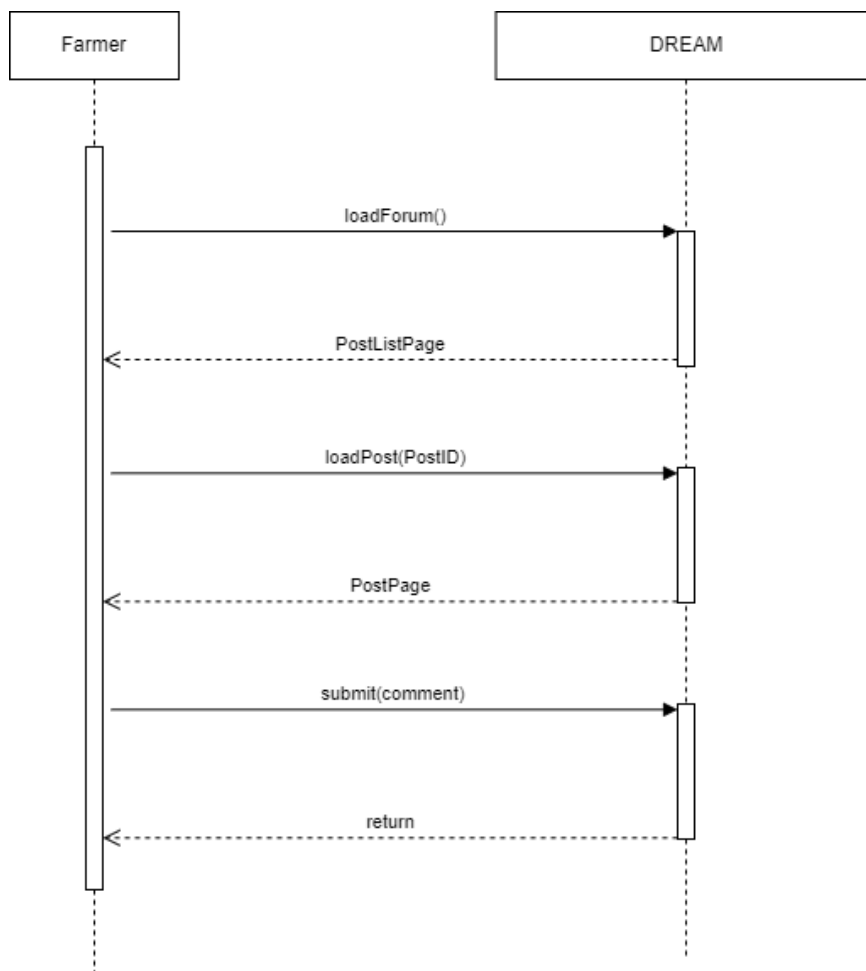 Farmer
DREAM
loadForum()
PostListPage
loadPost(PostID)
PostPage
submit(comment)
return